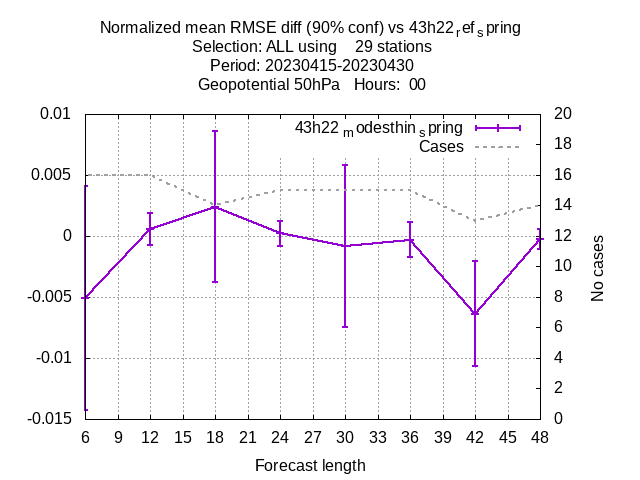 Normalized mean RMSE diff (90% conf) vs 43h22refspring
Selection: ALL using 29 stations
Period: 20230415-20230430
Geopotential 50hPa Hours: 00
43h22modesthinspring
Cases
0.01
0.005
0
-0.005
-0.01
-0.015
20
18
16
14
12
10
8
6
4
2
0
No cases
6 9 12 15 18 21 24 27 30 33 36 39 42 45 48
Forecast length